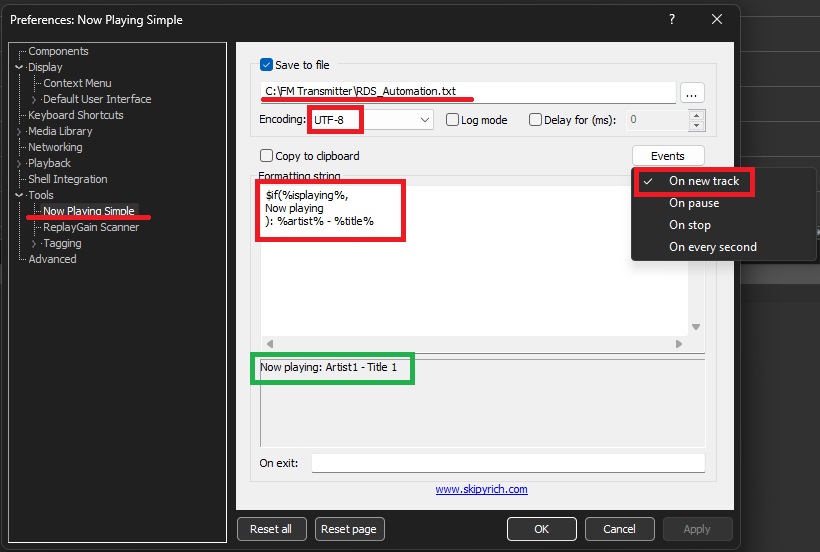 Preferences: Now Playing Simple
?
Components
Display
Context Menu
Default User Interface
Keyboard Shortcuts
Media Library
Networking
Playback
Shell Integration
Tools
Now Playing Simple
ReplayGain Scanner
Tagging
Advanced
Save to file
C:\FM Transmitter\RDS_Automation.txt
...
Encoding: UTF-8 Log mode Delay for (ms): 0
Copy to clipboard Events
On new track
On pause
On stop
On every second
Formatting string
$if(%isplaying%,
Now playing
): %artist% - %title%
Now playing: Artist1 - Title 1
On exit:
www.skipyrich.com
Reset all Reset page OK Cancel Apply